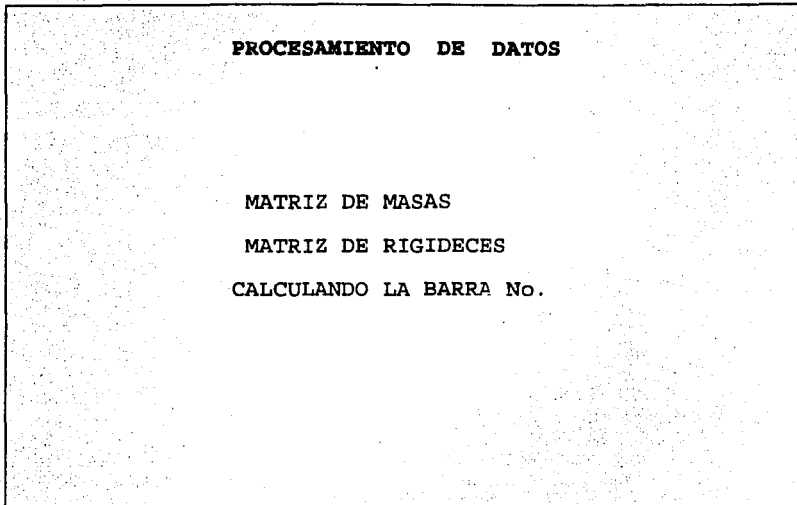 PROCESAMIENTO DE DATOS
MATRIZ DE MASAS
MATRIZ DE RIGIDECES
CALCULANDO LA BARRA No.